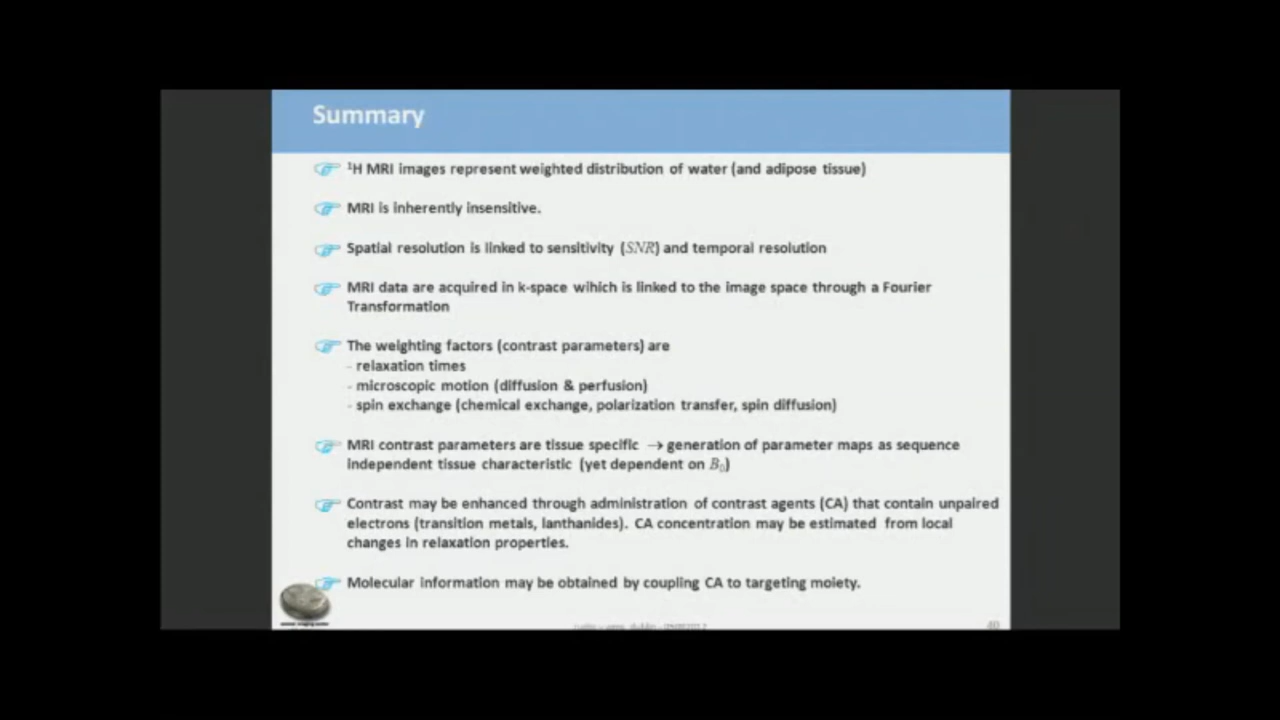 Summary
¹H MRI images represent weighted distribution of water (and adipose tissue)
MRI is inherently insensitive.
Spatial resolution is linked to sensitivity (SNR) and temporal resolution
MRI data are acquired in k-space wihich is linked to the image space through a Fourier
Transformation
The weighting factors (contrast parameters) are
- relaxation times
- microscopic motion (diffusion & perfusion)
- spin exchange (chemical exchange, polarization transfer, spin diffusion)
MRI contrast parameters are tissue specific → generation of parameter maps as sequence
independent tissue characteristic (yet dependent on B₀)
Contrast may be enhanced through administration of contrast agents (CA) that contain unpaired
electrons (transition metals, lanthanides). CA concentration may be estimated from local
changes in relaxation properties.
Molecular information may be obtained by coupling CA to targeting moiety.
40